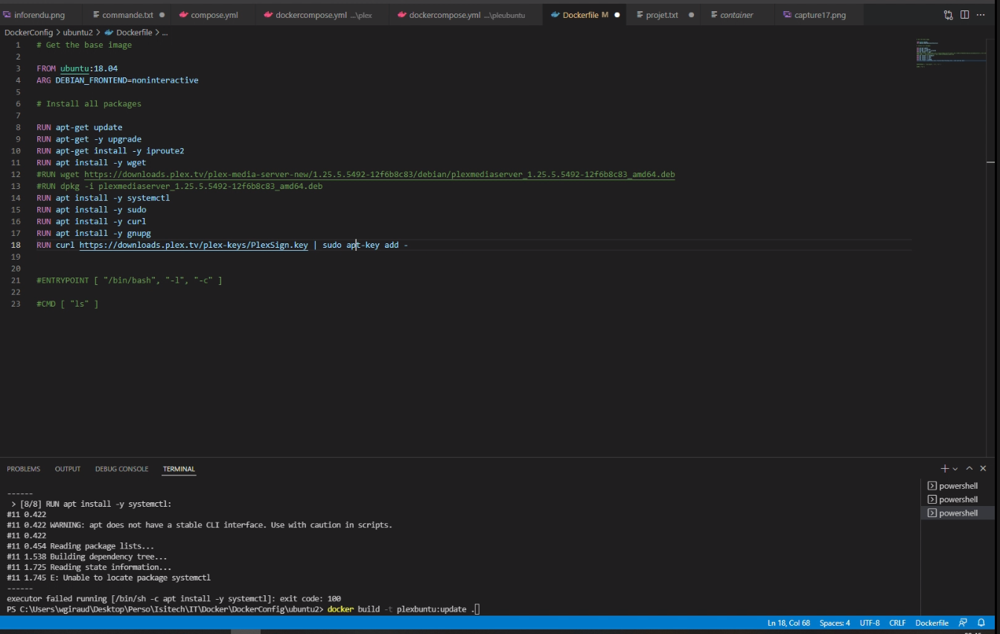 inforendu.png commande.txt compose.yml dockercompose.yml ...\plex dockercompose.yml ...\pleubuntu Dockerfile M projet.txt container capture17.png
DockerConfig > ubuntu2 > Dockerfile > ...
1 # Get the base image
2
3 FROM ubuntu:18.04
4 ARG DEBIAN_FRONTEND=noninteractive
5
6 # Install all packages
7
8 RUN apt-get update
9 RUN apt-get -y upgrade
10 RUN apt-get install -y iproute2
11 RUN apt install -y wget
12 #RUN wget https://downloads.plex.tv/plex-media-server-new/1.25.5.5492-12f6b8c83/debian/plexmediaserver_1.25.5.5492-12f6b8c83_amd64.deb
13 #RUN dpkg -i plexmediaserver_1.25.5.5492-12f6b8c83_amd64.deb
14 RUN apt install -y systemctl
15 RUN apt install -y sudo
16 RUN apt install -y curl
17 RUN apt install -y gnupg
18 RUN curl https://downloads.plex.tv/plex-keys/PlexSign.key | sudo apt-key add -
19
20
21 #ENTRYPOINT [ "/bin/bash", "-l", "-c" ]
22
23 #CMD [ "ls" ]
PROBLEMS OUTPUT DEBUG CONSOLE TERMINAL
powershell
powershell
powershell
------
> [8/8] RUN apt install -y systemctl:
#11 0.422
#11 0.422 WARNING: apt does not have a stable CLI interface. Use with caution in scripts.
#11 0.422
#11 0.454 Reading package lists...
#11 1.538 Building dependency tree...
#11 1.725 Reading state information...
#11 1.745 E: Unable to locate package systemctl
------
executor failed running [/bin/sh -c apt install -y systemctl]: exit code: 100
PS C:\Users\wgiraud\Desktop\Perso\Isitech\IT\Docker\DockerConfig\ubuntu2> docker build -t plexbuntu:update .
Ln 18, Col 68 Spaces: 4 UTF-8 CRLF Dockerfile